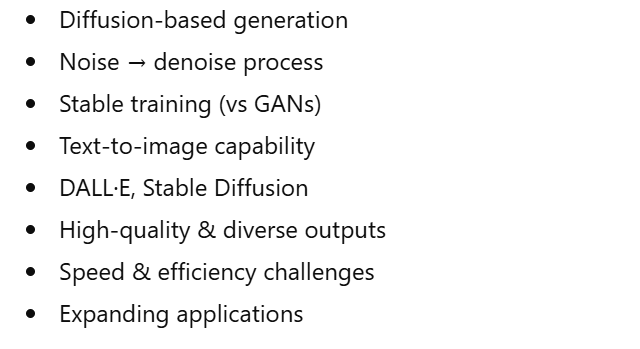 • Diffusion-based generation
• Noise → denoise process
• Stable training (vs GANs)
• Text-to-image capability
• DALL·E, Stable Diffusion
• High-quality & diverse outputs
• Speed & efficiency challenges
• Expanding applications